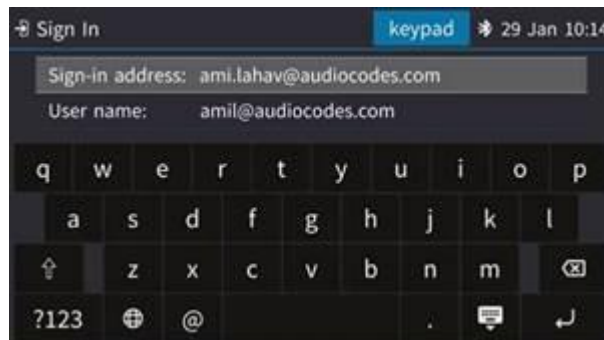 Sign In keypad 29 Jan 10:14
Sign-in address: ami.lahav@audiocodes.com
User name: amil@audiocodes.com
q w e r t y u i o p
a s d f g h j k l
z x c v b n m
?123 @ .